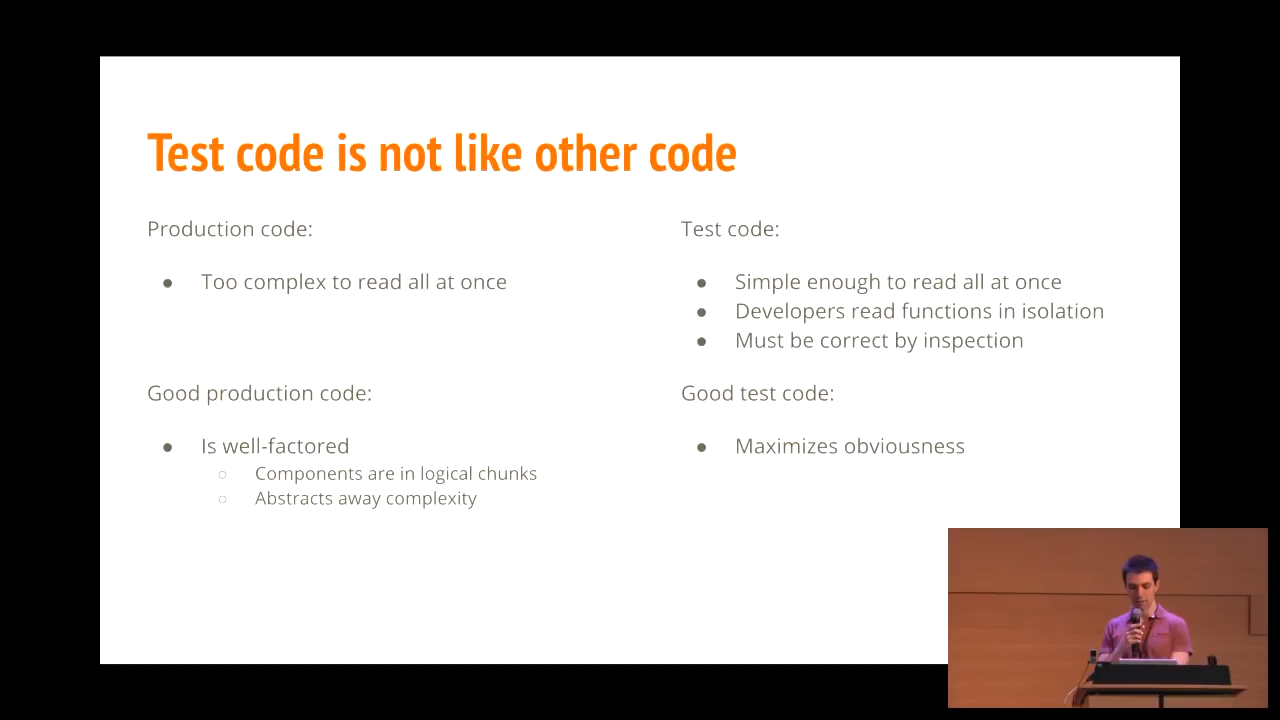 Test code is not like other code
Production code:
Too complex to read all at once
Good production code:
Is well-factored
Components are in logical chunks
Abstracts away complexity
Test code:
Simple enough to read all at once
Developers read functions in isolation
Must be correct by inspection
Good test code:
Maximizes obviousness